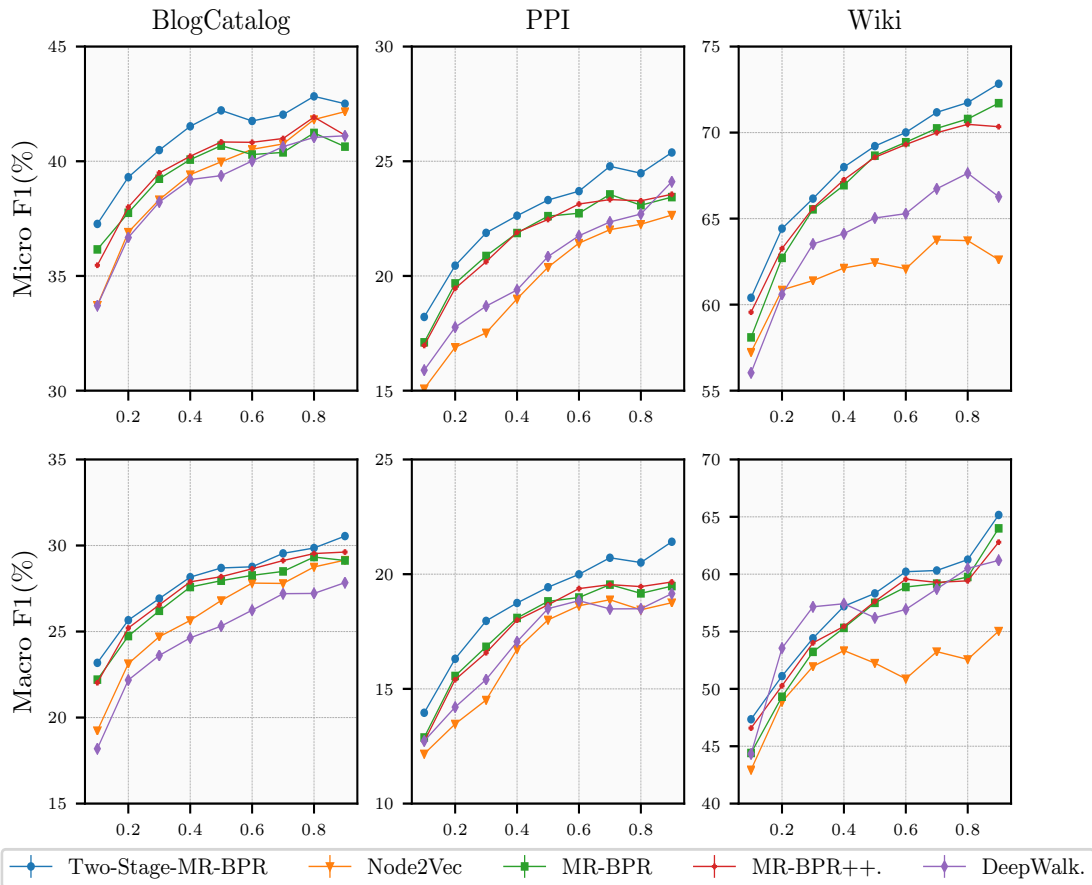 BlogCatalog PPI Wiki
Micro F1(%)
45 40 35 30
30 25 20 15
75 70 65 60 55
0.2 0.4 0.6 0.8 0.2 0.4 0.6 0.8 0.2 0.4 0.6 0.8
Macro F1(%)
35 30 25 20 15
25 20 15 10
70 65 60 55 50 45 40
0.2 0.4 0.6 0.8 0.2 0.4 0.6 0.8 0.2 0.4 0.6 0.8
Two-Stage-MR-BPR Node2Vec MR-BPR MR-BPR++. DeepWalk.